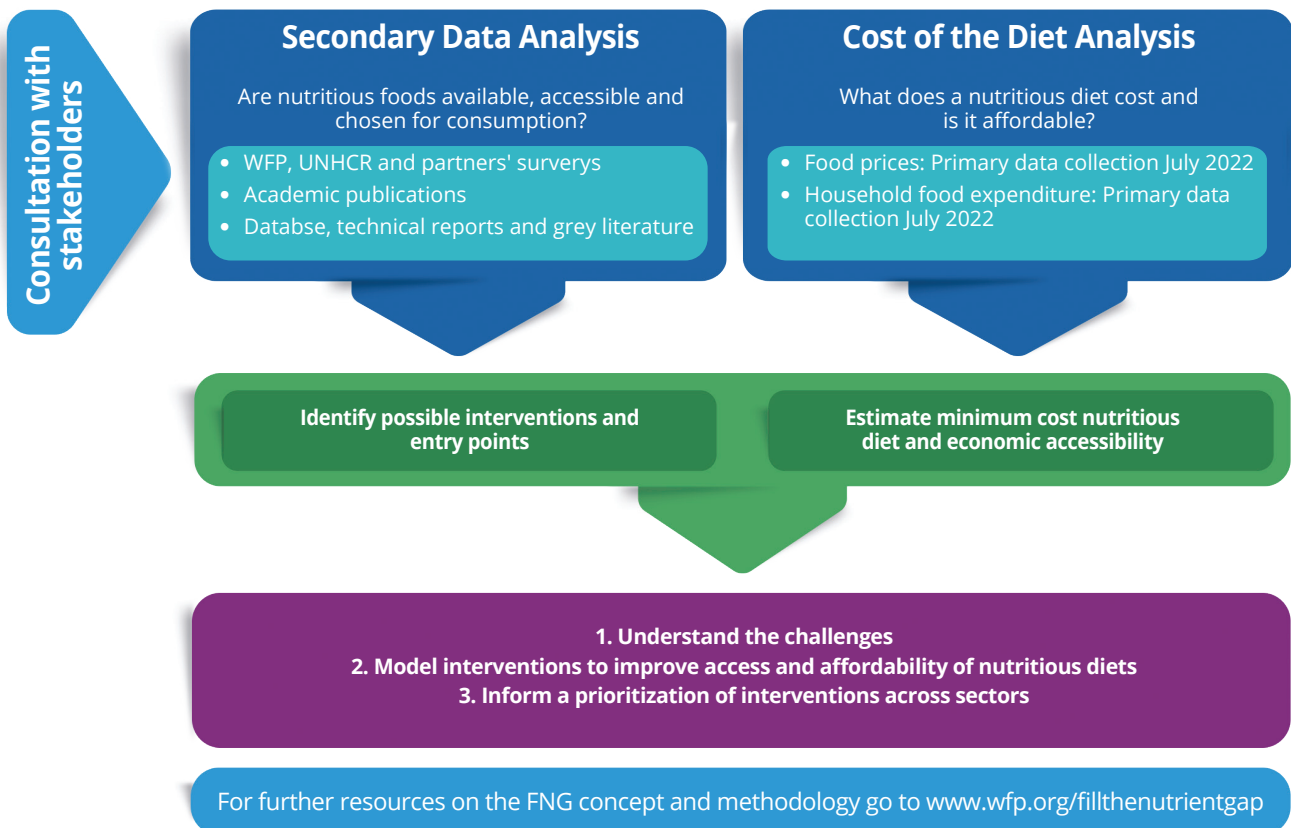 Consultation with
stakeholders
Secondary Data Analysis
Are nutritious foods available, accessible and
chosen for consumption?
• WFP, UNHCR and partners' surverys
• Academic publications
• Databse, technical reports and grey literature
Cost of the Diet Analysis
What does a nutritious diet cost and
is it affordable?
• Food prices: Primary data collection July 2022
• Household food expenditure: Primary data
collection July 2022
Identify possible interventions and
entry points
Estimate minimum cost nutritious
diet and economic accessibility
1. Understand the challenges
2. Model interventions to improve access and affordability of nutritious diets
3. Inform a prioritization of interventions across sectors
For further resources on the FNG concept and methodology go to www.wfp.org/fillthenutrientgap